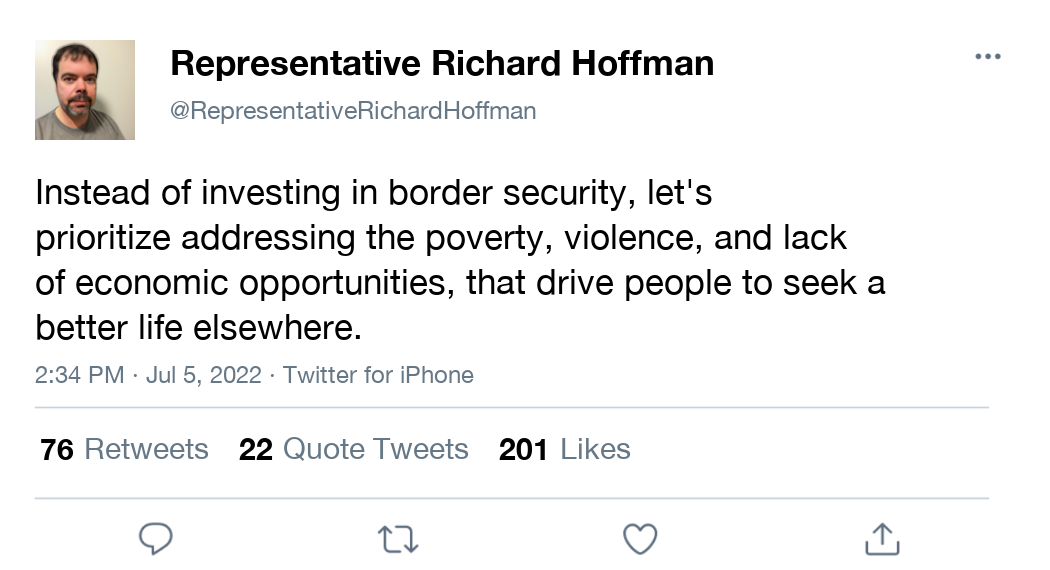 Representative Richard Hoffman
@RepresentativeRichardHoffman
Instead of investing in border security, let's
prioritize addressing the poverty, violence, and lack
of economic opportunities, that drive people to seek a
better life elsewhere.
2:34 PM · Jul 5, 2022 · Twitter for iPhone
76 Retweets 22 Quote Tweets 201 Likes